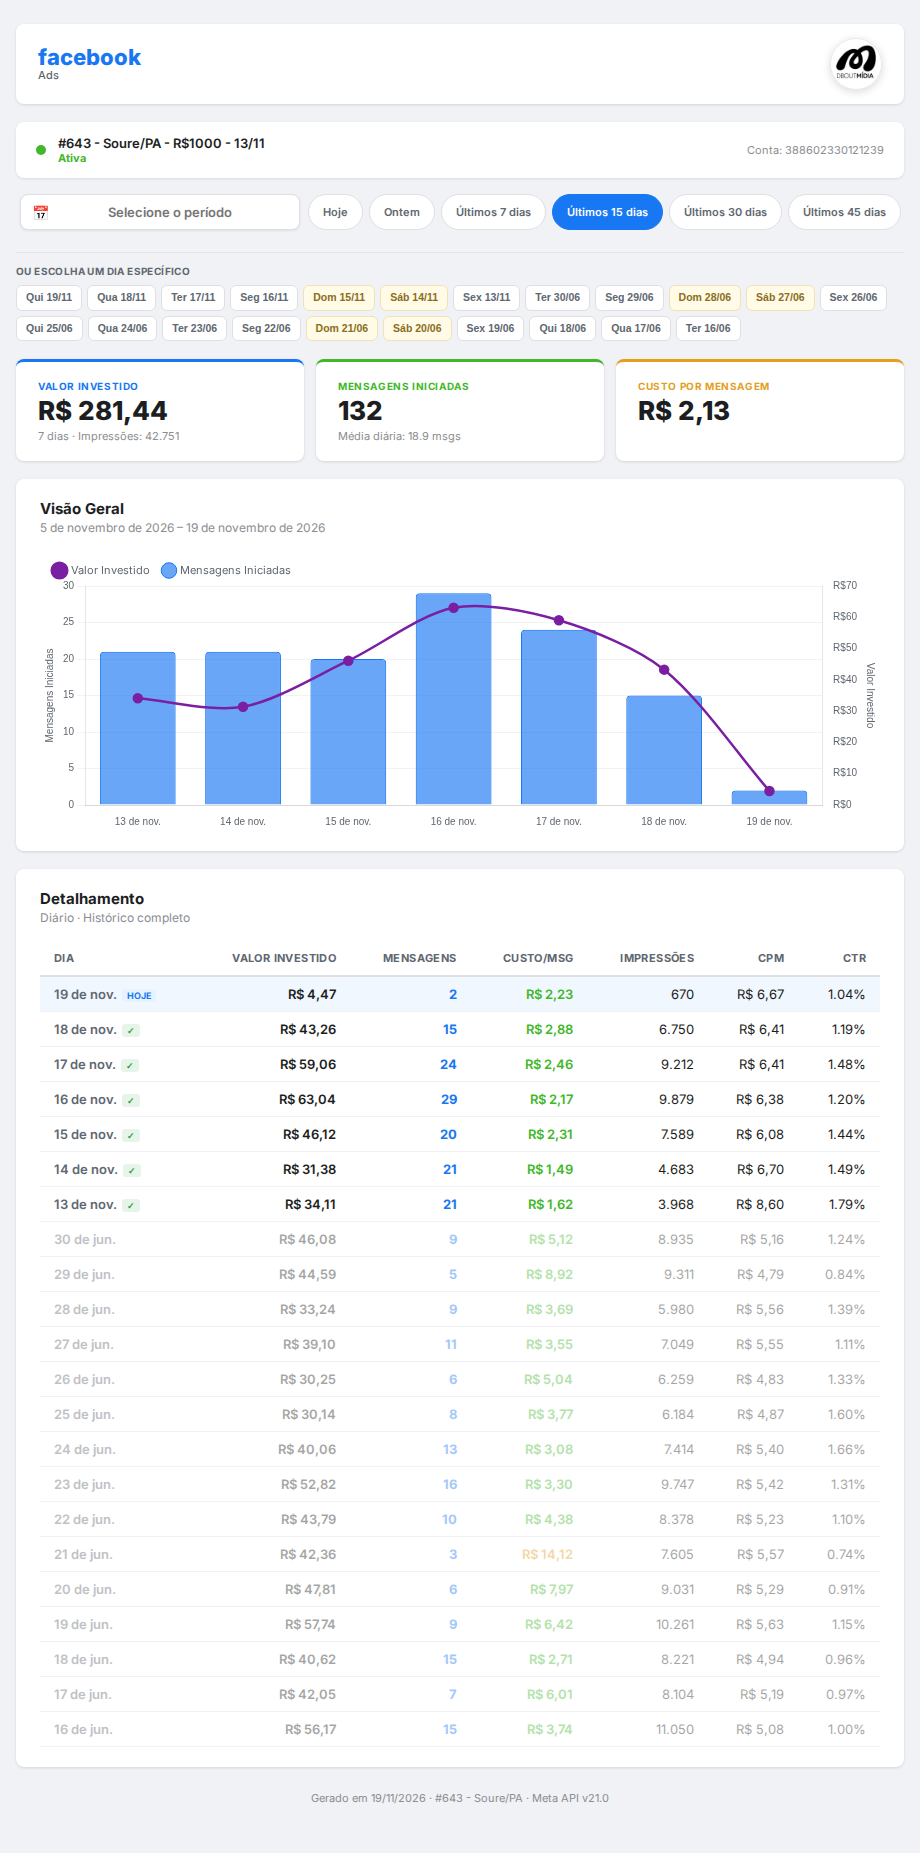 facebook
Ads
DBOUTMÍDIA
#643 - Soure/PA - R$1000 - 13/11
Ativa
Conta: 388602330121239
Selecione o período
Hoje
Ontem
Últimos 7 dias
Últimos 15 dias
Últimos 30 dias
Últimos 45 dias
OU ESCOLHA UM DIA ESPECÍFICO
Qui 19/11 Qua 18/11 Ter 17/11 Seg 16/11 Dom 15/11 Sáb 14/11 Sex 13/11 Ter 30/06 Seg 29/06 Dom 28/06 Sáb 27/06 Sex 26/06
Qui 25/06 Qua 24/06 Ter 23/06 Seg 22/06 Dom 21/06 Sáb 20/06 Sex 19/06 Qui 18/06 Qua 17/06 Ter 16/06
VALOR INVESTIDO
R$ 281,44
7 dias · Impressões: 42.751
MENSAGENS INICIADAS
132
Média diária: 18.9 msgs
CUSTO POR MENSAGEM
R$ 2,13
Visão Geral
5 de novembro de 2026 – 19 de novembro de 2026
Valor Investido Mensagens Iniciadas
Mensagens Iniciadas
30
25
20
15
10
5
0
R$70
R$60
R$50
R$40
R$30
R$20
R$10
R$0
Valor Investido
13 de nov. 14 de nov. 15 de nov. 16 de nov. 17 de nov. 18 de nov. 19 de nov.
Detalhamento
Diário · Histórico completo
DIA VALOR INVESTIDO MENSAGENS CUSTO/MSG IMPRESSÕES CPM CTR
19 de nov. HOJE R$ 4,47 2 R$ 2,23 670 R$ 6,67 1.04%
18 de nov. ✓ R$ 43,26 15 R$ 2,88 6.750 R$ 6,41 1.19%
17 de nov. ✓ R$ 59,06 24 R$ 2,46 9.212 R$ 6,41 1.48%
16 de nov. ✓ R$ 63,04 29 R$ 2,17 9.879 R$ 6,38 1.20%
15 de nov. ✓ R$ 46,12 20 R$ 2,31 7.589 R$ 6,08 1.44%
14 de nov. ✓ R$ 31,38 21 R$ 1,49 4.683 R$ 6,70 1.49%
13 de nov. ✓ R$ 34,11 21 R$ 1,62 3.968 R$ 8,60 1.79%
30 de jun. R$ 46,08 9 R$ 5,12 8.935 R$ 5,16 1.24%
29 de jun. R$ 44,59 5 R$ 8,92 9.311 R$ 4,79 0.84%
28 de jun. R$ 33,24 9 R$ 3,69 5.980 R$ 5,56 1.39%
27 de jun. R$ 39,10 11 R$ 3,55 7.049 R$ 5,55 1.11%
26 de jun. R$ 30,25 6 R$ 5,04 6.259 R$ 4,83 1.33%
25 de jun. R$ 30,14 8 R$ 3,77 6.184 R$ 4,87 1.60%
24 de jun. R$ 40,06 13 R$ 3,08 7.414 R$ 5,40 1.66%
23 de jun. R$ 52,82 16 R$ 3,30 9.747 R$ 5,42 1.31%
22 de jun. R$ 43,79 10 R$ 4,38 8.378 R$ 5,23 1.10%
21 de jun. R$ 42,36 3 R$ 14,12 7.605 R$ 5,57 0.74%
20 de jun. R$ 47,81 6 R$ 7,97 9.031 R$ 5,29 0.91%
19 de jun. R$ 57,74 9 R$ 6,42 10.261 R$ 5,63 1.15%
18 de jun. R$ 40,62 15 R$ 2,71 8.221 R$ 4,94 0.96%
17 de jun. R$ 42,05 7 R$ 6,01 8.104 R$ 5,19 0.97%
16 de jun. R$ 56,17 15 R$ 3,74 11.050 R$ 5,08 1.00%
Gerado em 19/11/2026 · #643 - Soure/PA · Meta API v21.0